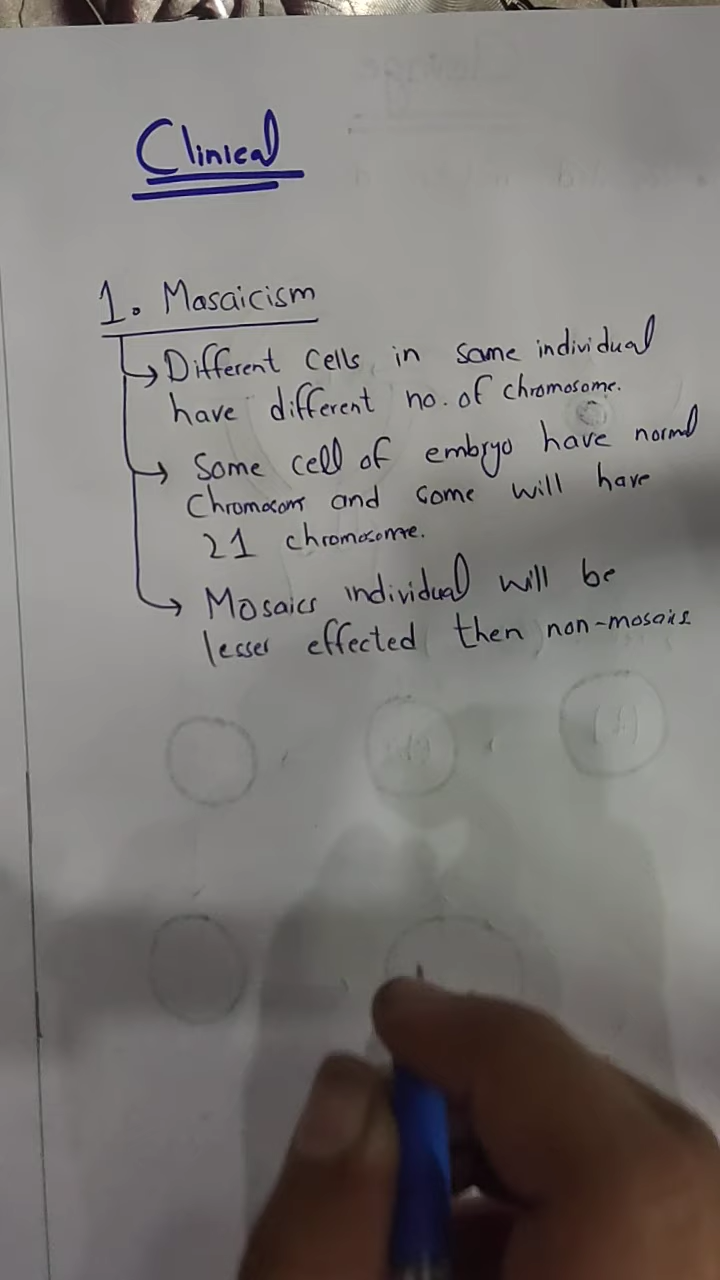 Clinical
1. Mosaicism
Different cells in same individual
have different no. of chromosome.
Some cell of embryo have normal
chromosom and some will have
21 chromosome.
Mosaics individual will be
lesser effected then non-mosaics